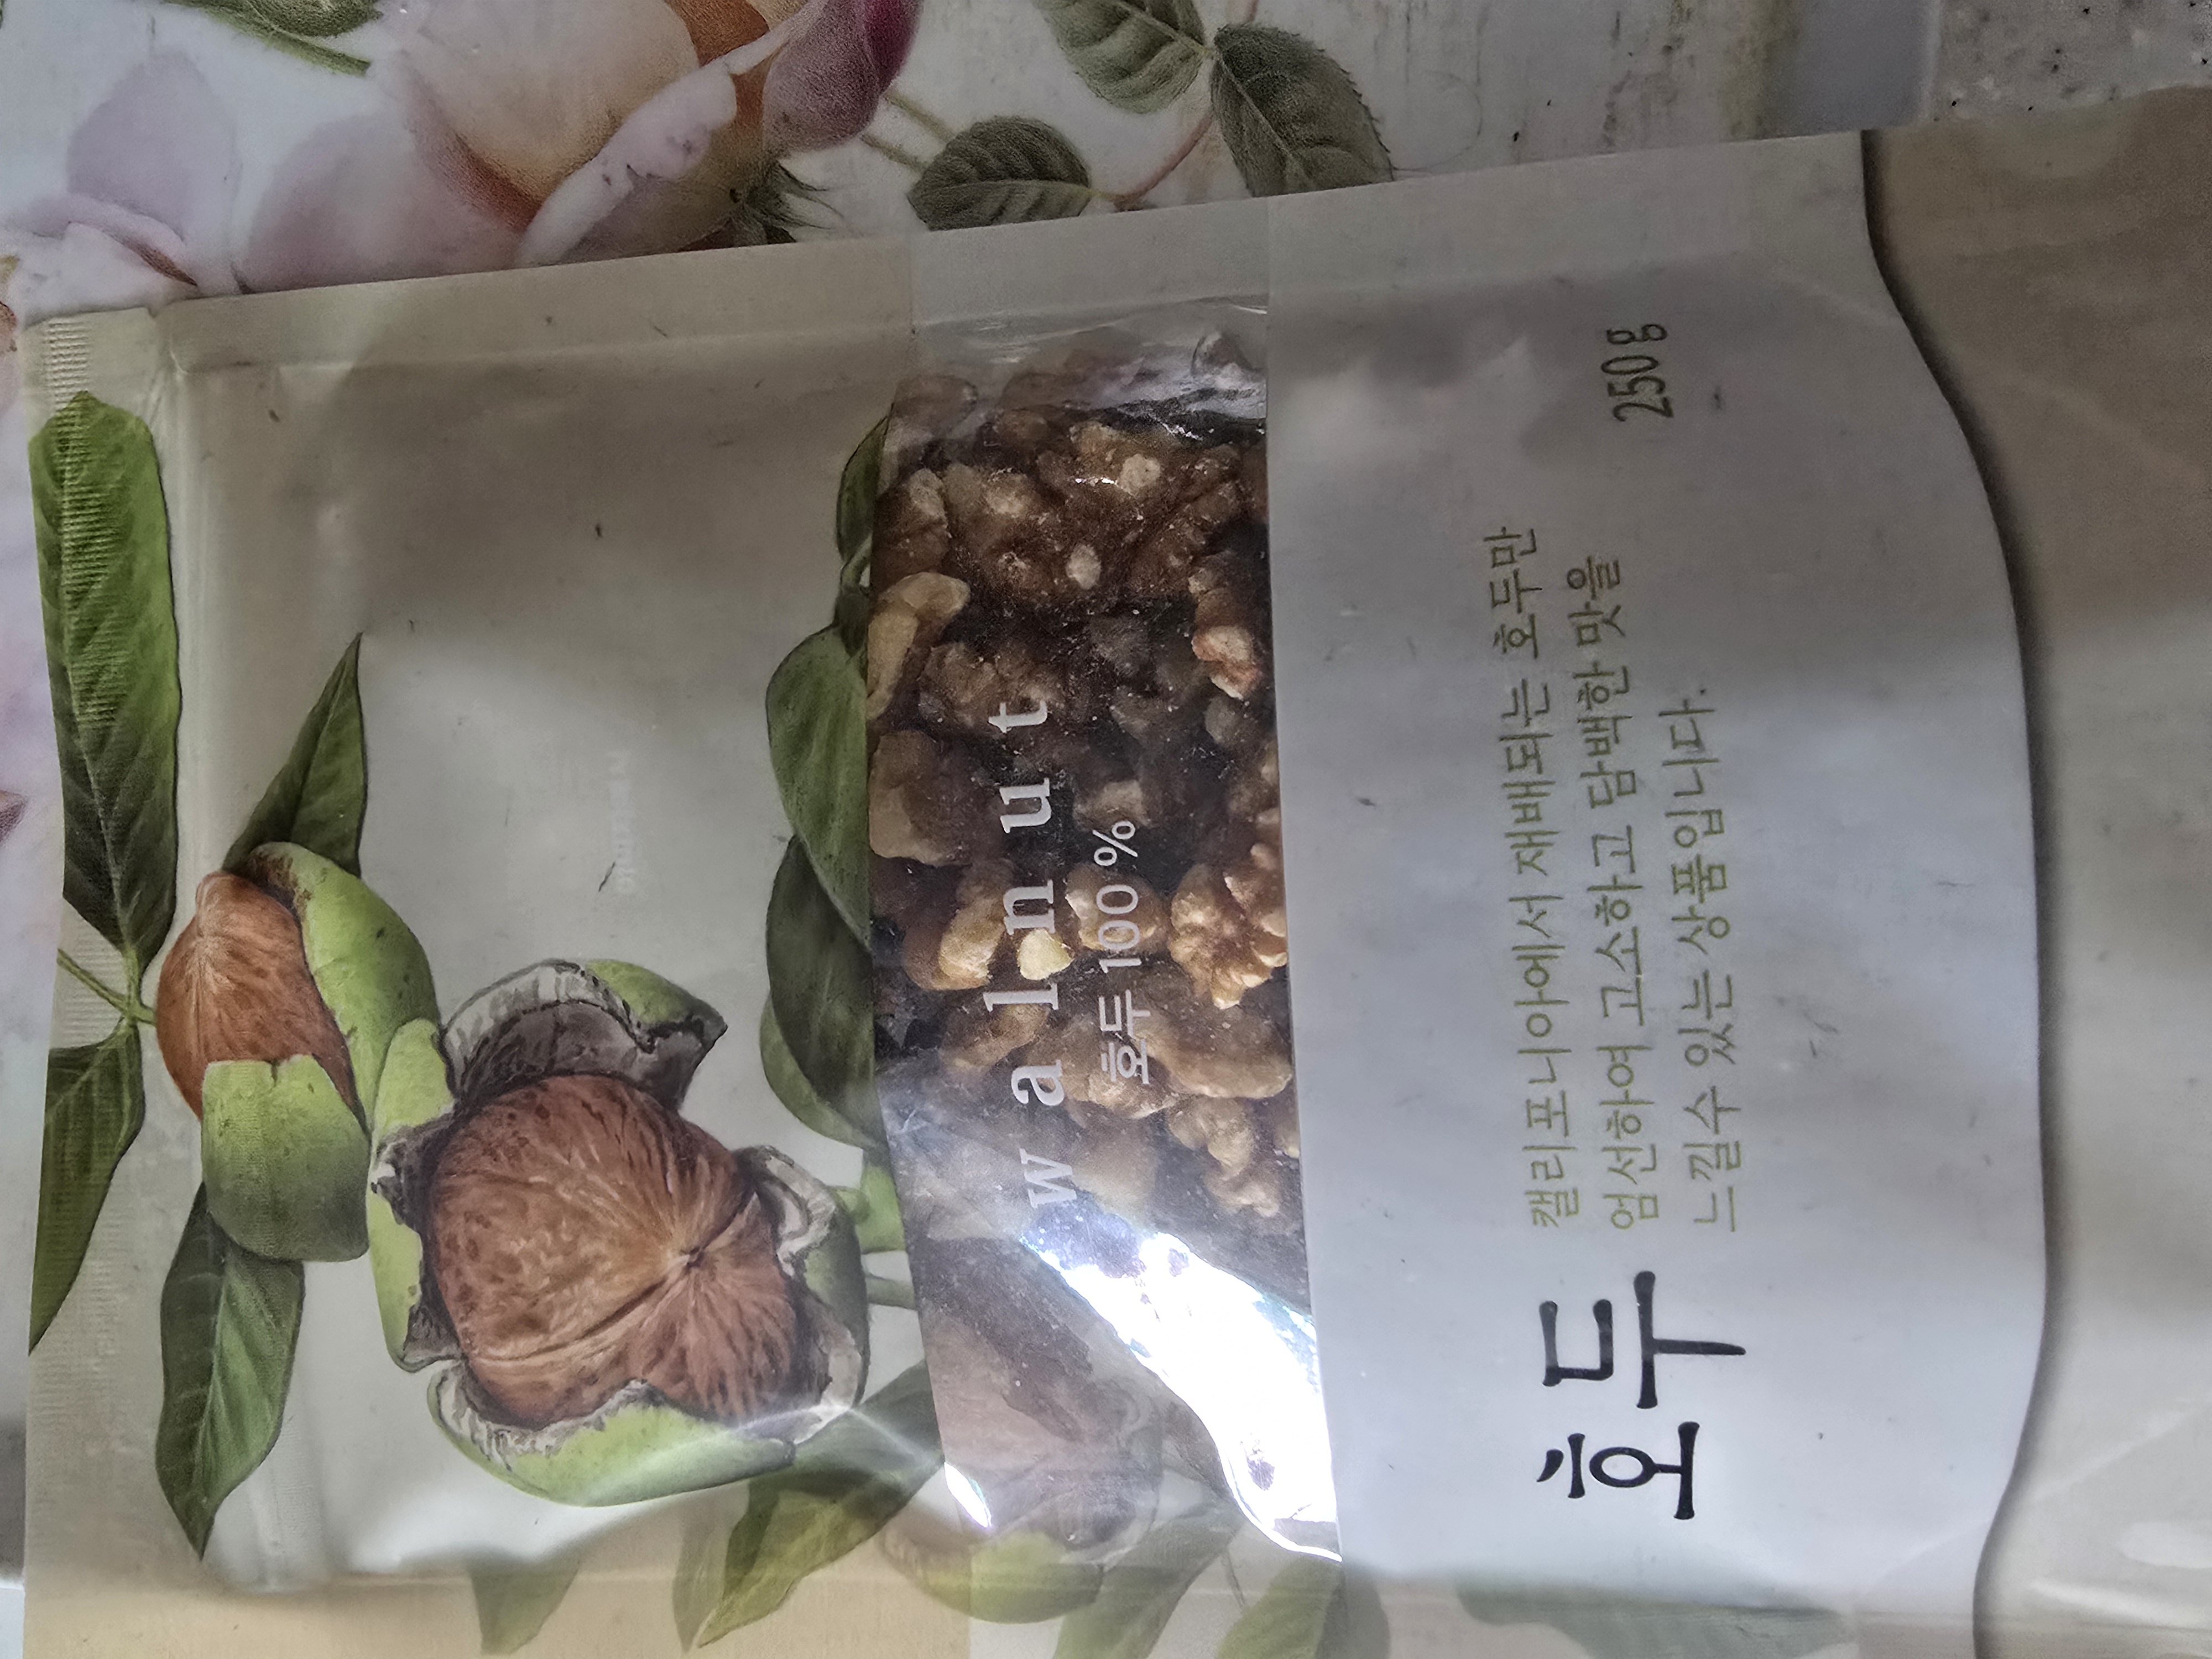 walnut
호두 100%
호두
캘리포니아에서 재배되는 호두만
엄선하여 고소하고 담백한 맛을
느낄수 있는 상품입니다.
250g